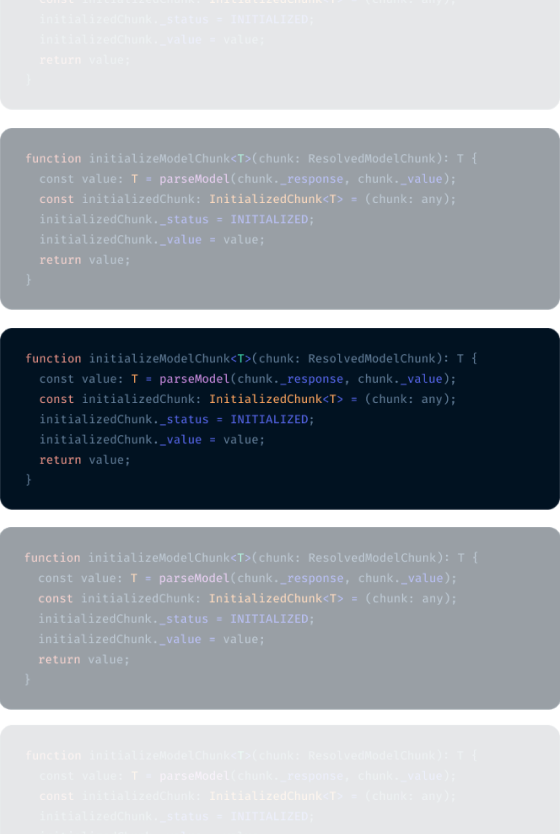 const initializedChunk: InitializedChunk<T> = (chunk: any);
initializedChunk._status = INITIALIZED;
initializedChunk._value = value;
return value;
}
function initializeModelChunk<T>(chunk: ResolvedModelChunk): T {
const value: T = parseModel(chunk._response, chunk._value);
const initializedChunk: InitializedChunk<T> = (chunk: any);
initializedChunk._status = INITIALIZED;
initializedChunk._value = value;
return value;
}
function initializeModelChunk<T>(chunk: ResolvedModelChunk): T {
const value: T = parseModel(chunk._response, chunk._value);
const initializedChunk: InitializedChunk<T> = (chunk: any);
initializedChunk._status = INITIALIZED;
initializedChunk._value = value;
return value;
}
function initializeModelChunk<T>(chunk: ResolvedModelChunk): T {
const value: T = parseModel(chunk._response, chunk._value);
const initializedChunk: InitializedChunk<T> = (chunk: any);
initializedChunk._status = INITIALIZED;
initializedChunk._value = value;
return value;
}
function initializeModelChunk<T>(chunk: ResolvedModelChunk): T {
const value: T = parseModel(chunk._response, chunk._value);
const initializedChunk: InitializedChunk<T> = (chunk: any);
initializedChunk._status = INITIALIZED;